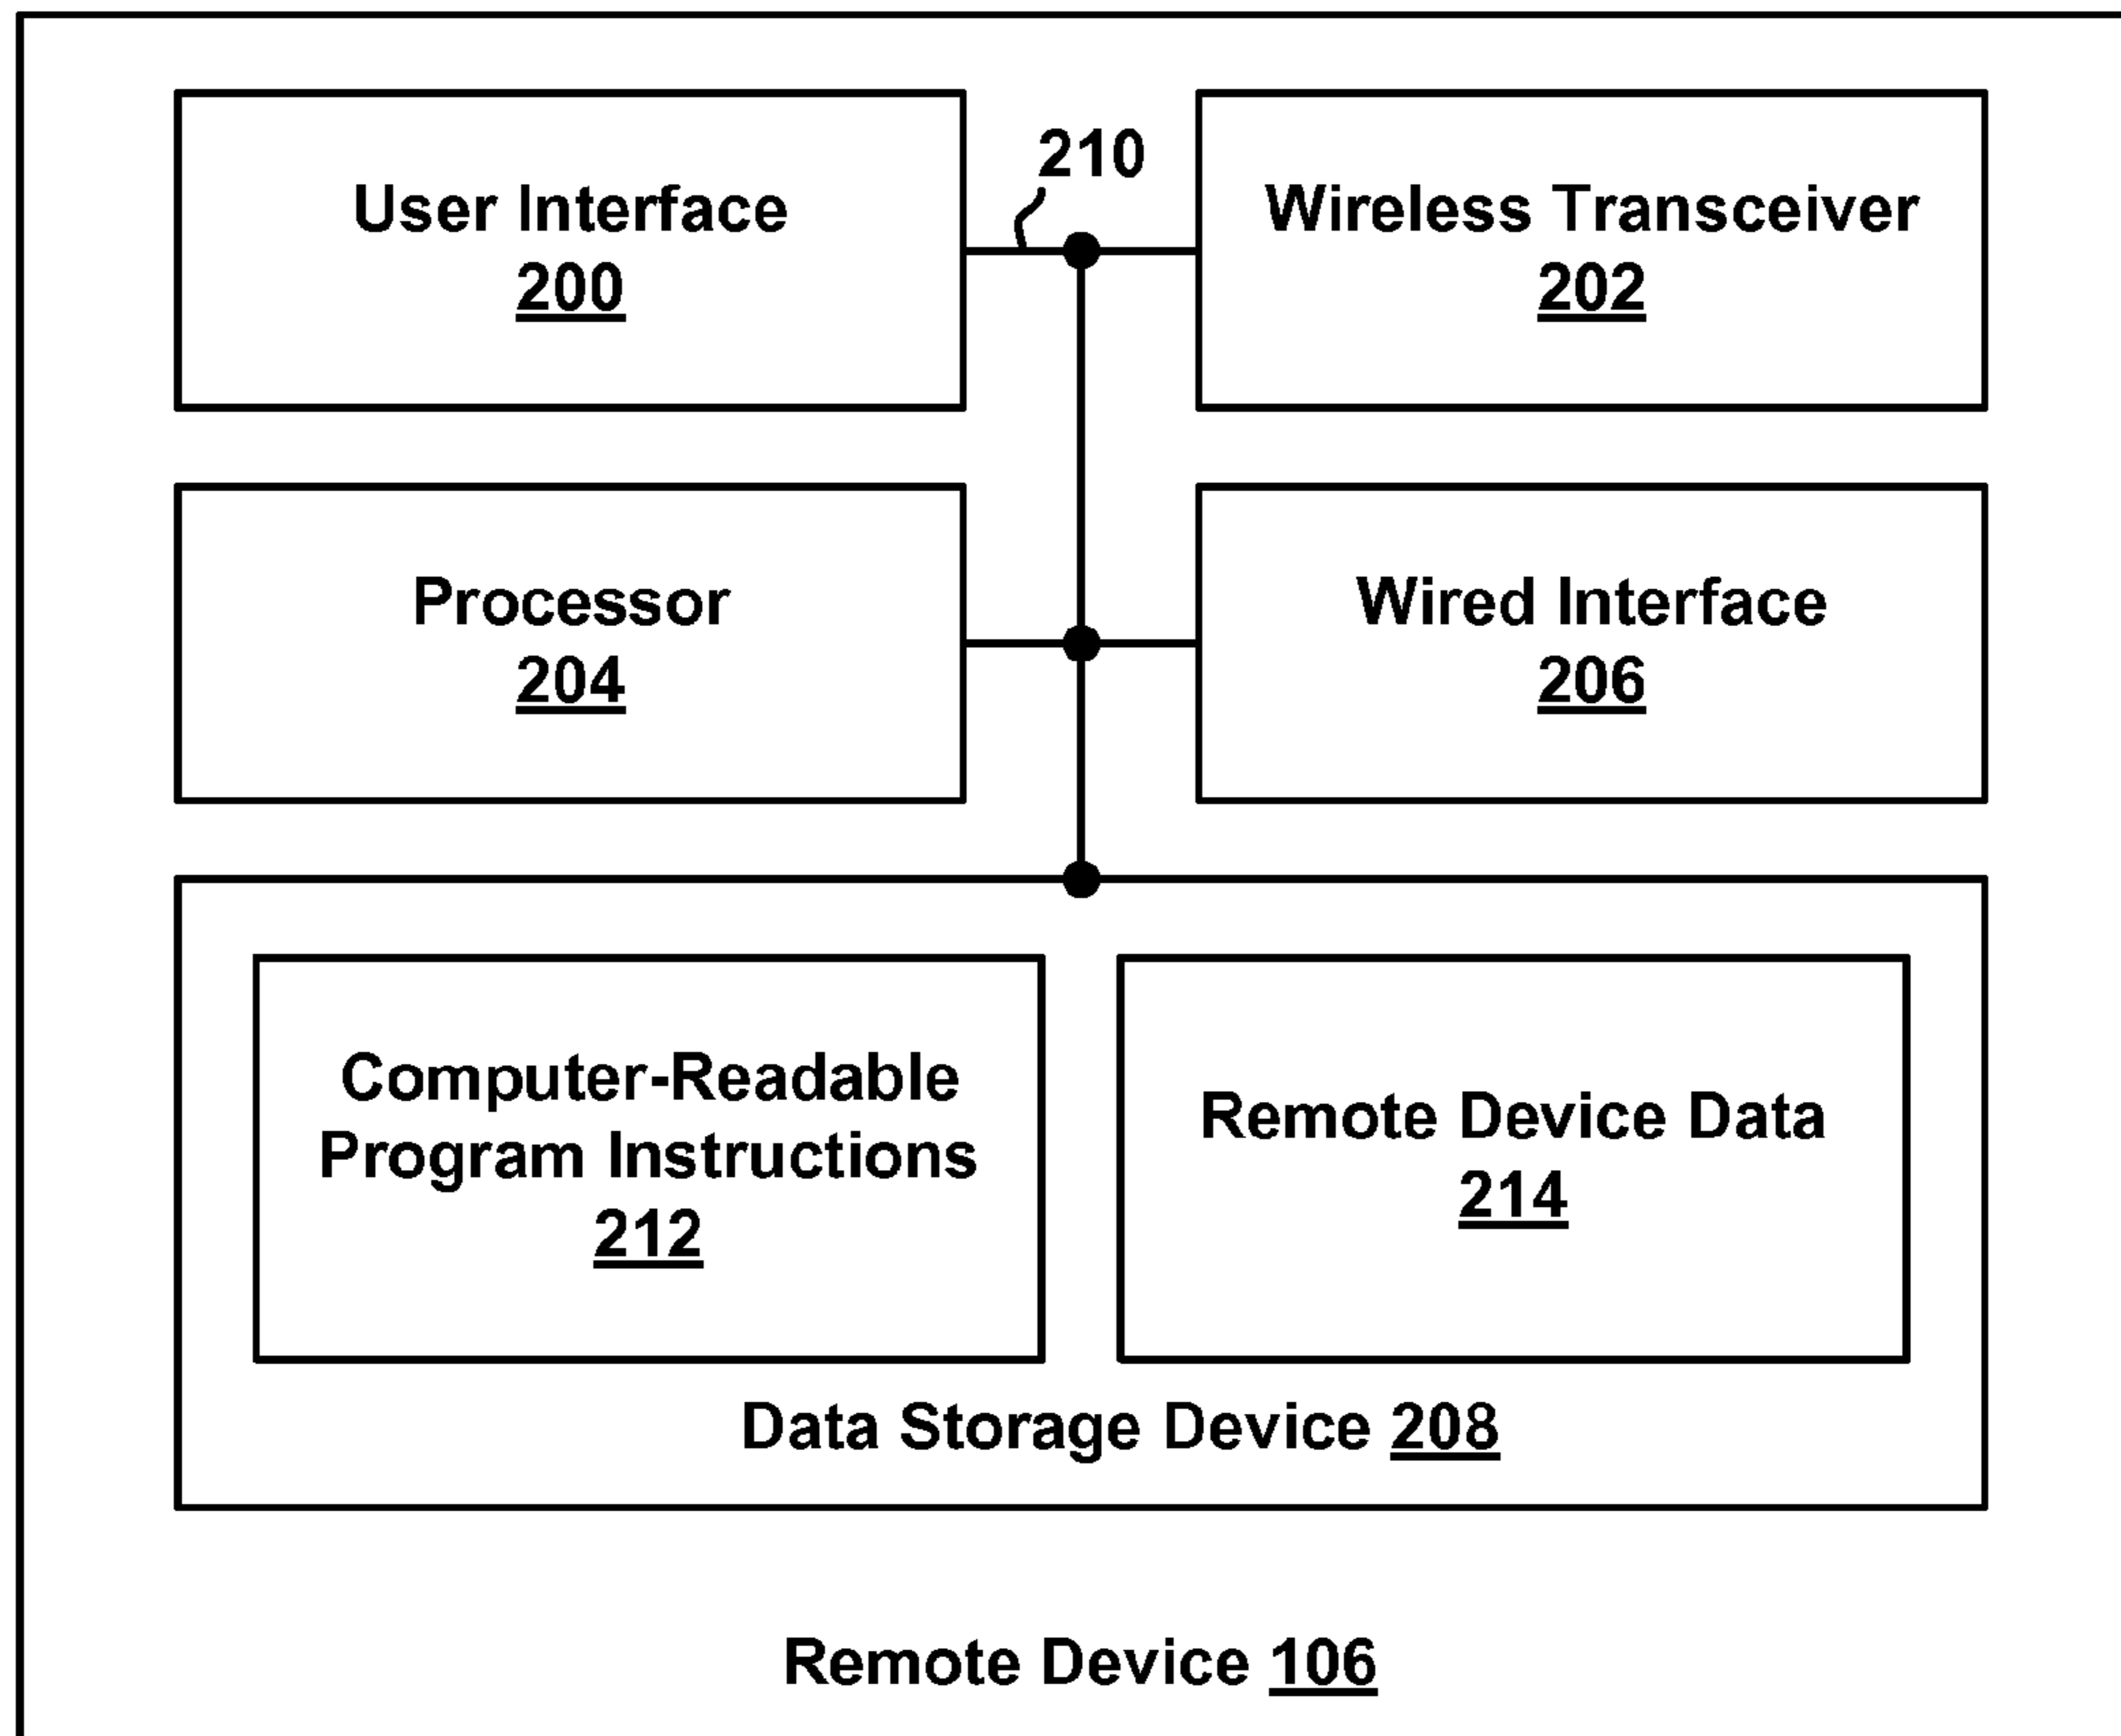 User Interface
200
210
Wireless Transceiver
202
Processor
204
Wired Interface
206
Computer-Readable
Program Instructions
212
Remote Device Data
214
Data Storage Device 208
Remote Device 106